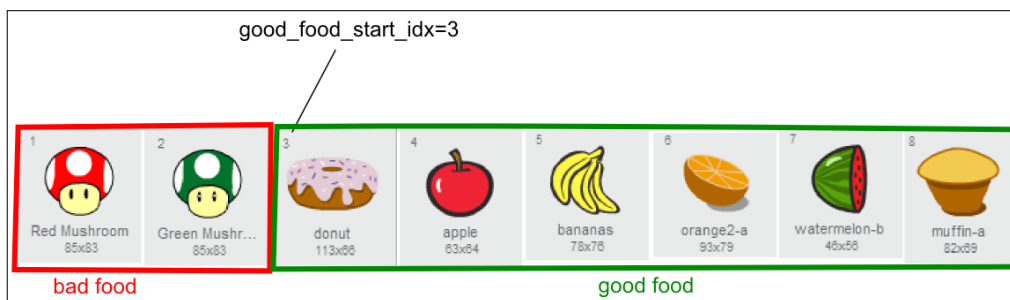 good_food_start_idx=3
1
Red Mushroom
85x83
2
Green Mushr...
85x83
3
donut
113x66
4
apple
63x64
5
bananas
78x76
6
orange2-a
93x79
7
watermelon-b
46x56
8
muffin-a
82x69
bad food
good food